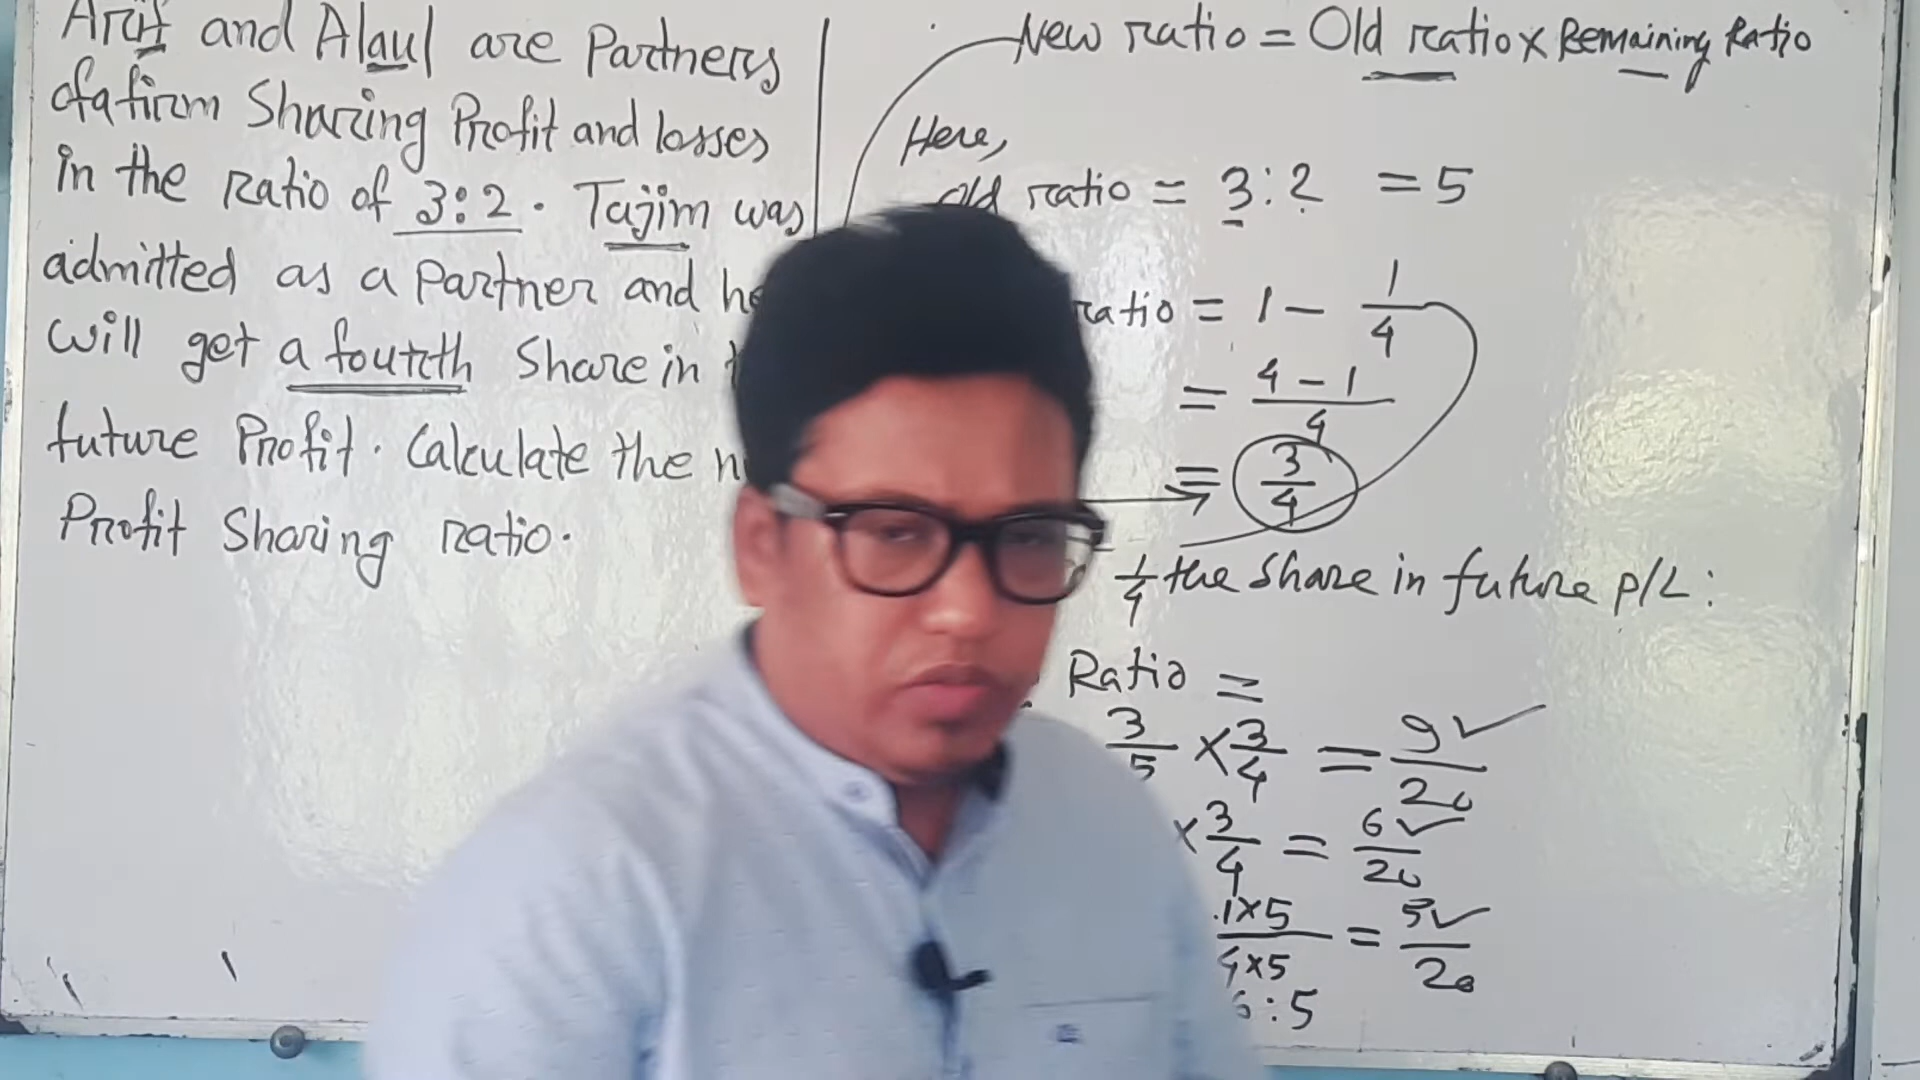 Arif and Alaul are Partners
of a firm Sharing Profit and losses
in the Ratio of 3:2. Tajim was
admitted as a Partner and he
will get a fourth Share in
future Profit. Calculate the
Profit Sharing ratio.
New ratio = Old ratio x Remaining Ratio
Here,
Old ratio = 3:2 = 5
ratio = 1 - 1/4
= 4-1/4
= 3/4
1/4 the Share in future P/L:
Ratio =
3/5 x 3/4 = 9/20
x 3/4 = 6/20
1x5/4x5 = 5/20
6:5